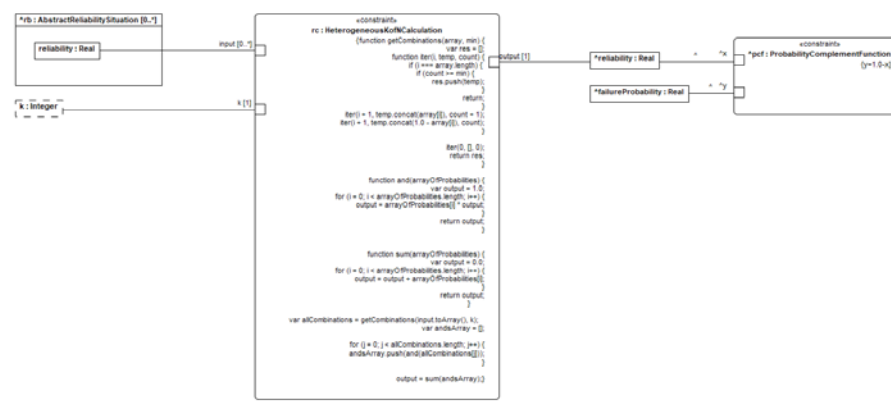 *rb : AbstractReliabilitySituation [0..*]
reliability : Real
k : Integer
input [0..*]
k [1]
«constraint»
rc : HeterogeneousKofNCalculation
{function getCombinations(array, min) {
var res = [];
function iter(i, temp, count) {
if (i === array.length) {
if (count >= min) {
res.push(temp);
}
return;
}
iter(i + 1, temp.concat(array[i]), count + 1);
iter(i + 1, temp.concat(1.0 - array[i]), count);
}
iter(0, [], 0);
return res;
}
function and(arrayOfProbabilities) {
var output = 1.0;
for (i = 0; i < arrayOfProbabilities.length; i++) {
output = arrayOfProbabilities[i] * output;
}
return output;
}
function sum(arrayOfProbabilities) {
var output = 0.0;
for (i = 0; i < arrayOfProbabilities.length; i++) {
output = output + arrayOfProbabilities[i];
}
return output;
}
var allCombinations = getCombinations(input.toArray(), k);
var andsArray = [];
for (j = 0; j < allCombinations.length; j++) {
andsArray.push(and(allCombinations[j]));
}
output = sum(andsArray);}
output [1]
^reliability : Real
^failureProbability : Real
^ ^x
^ ^y
«constraint»
^pcf : ProbabilityComplementFunction
{y=1.0-x}